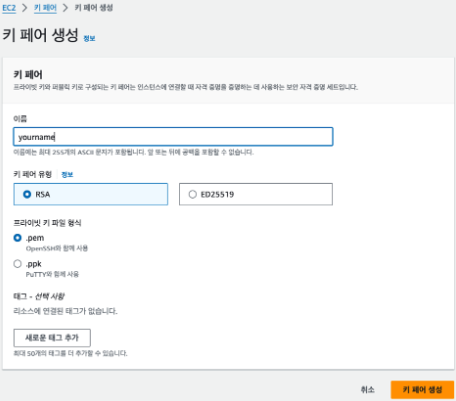 EC2 > 키 페어 > 키 페어 생성
키 페어 생성 정보
키 페어
프라이빗 키와 퍼블릭 키로 구성되는 키 페어는 인스턴스에 연결할 때 자격 증명을 증명하는 데 사용하는 보안 자격 증명 세트입니다.
이름
yourname
이름에는 최대 255개의 ASCII 문자가 포함됩니다. 앞 또는 뒤에 공백을 포함할 수 없습니다.
키 페어 유형 정보
RSA
ED25519
프라이빗 키 파일 형식
.pem
OpenSSH와 함께 사용
.ppk
PuTTY와 함께 사용
태그 - 선택 사항
리소스에 연결된 태그가 없습니다.
새로운 태그 추가
최대 50개의 태그를 더 추가할 수 있습니다.
취소
키 페어 생성